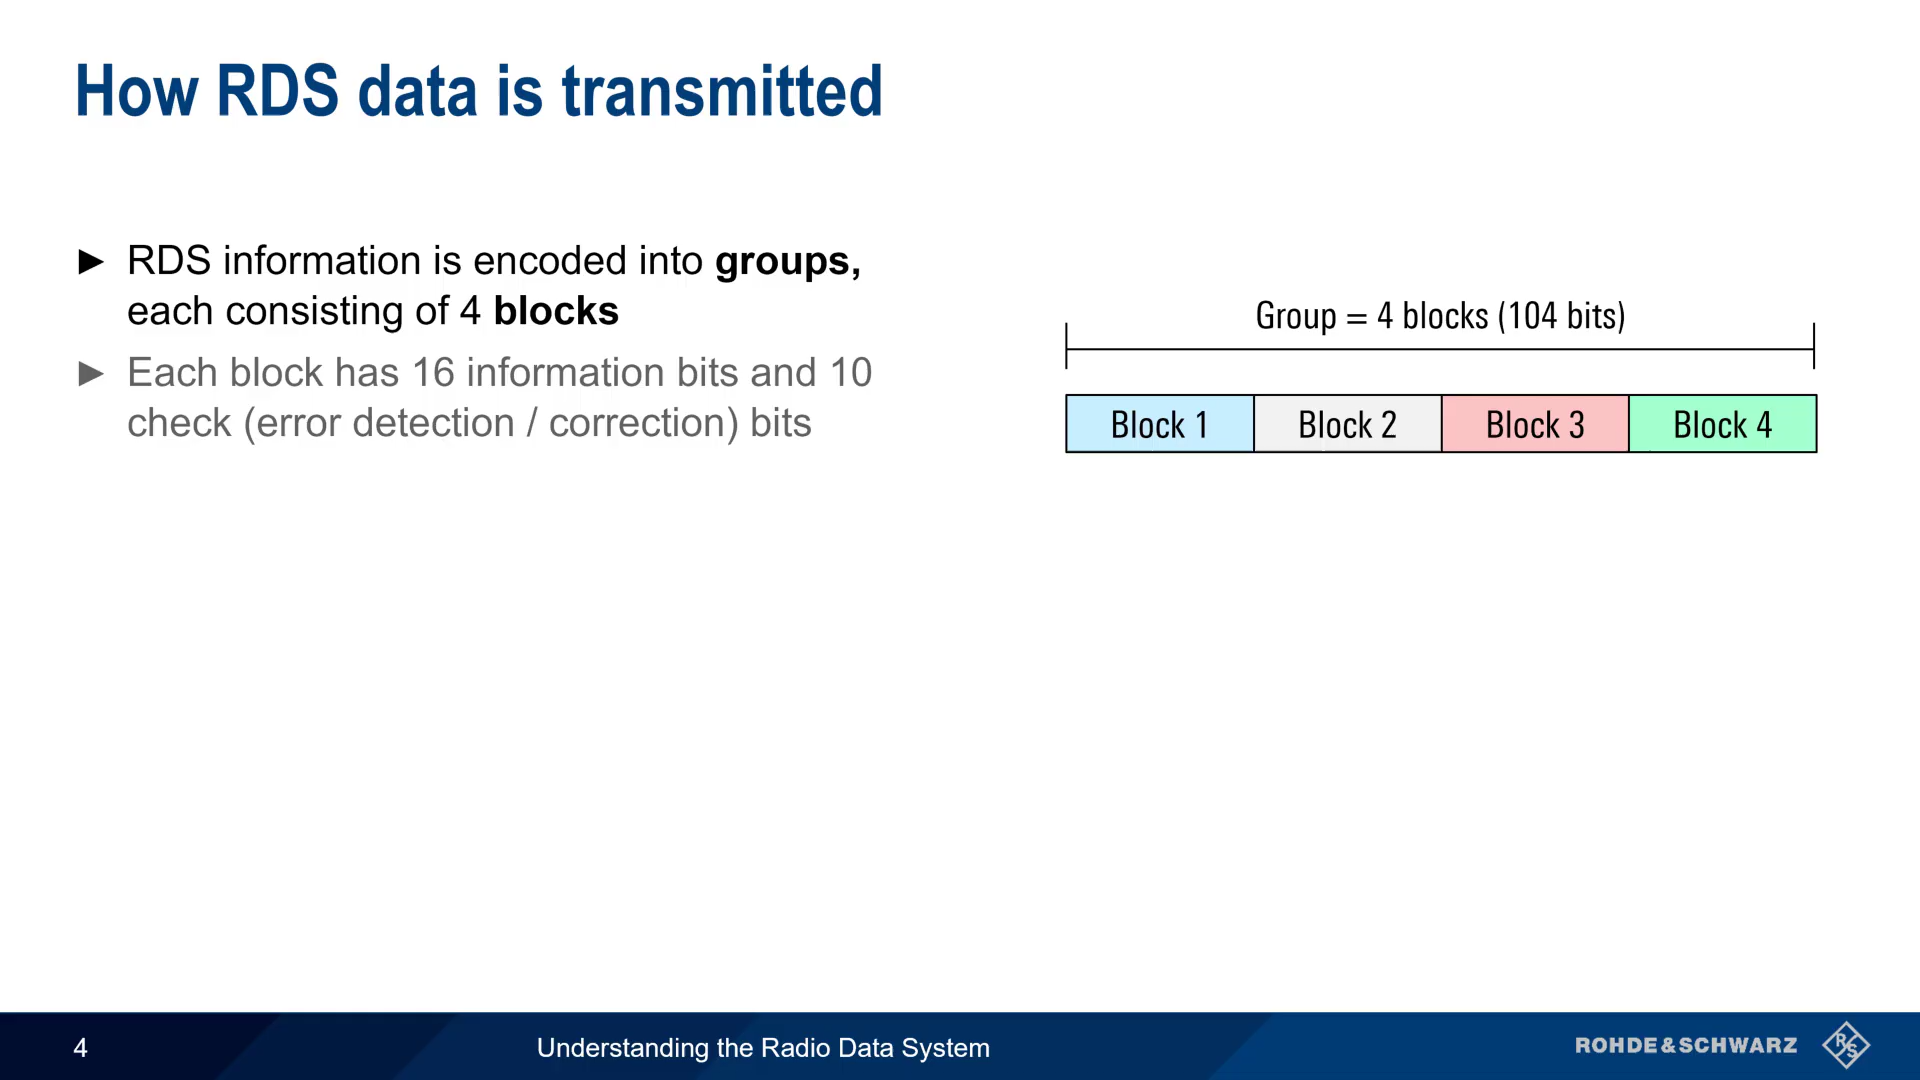 How RDS data is transmitted
► RDS information is encoded into groups,
each consisting of 4 blocks
► Each block has 16 information bits and 10
check (error detection / correction) bits
Group = 4 blocks (104 bits)
Block 1 Block 2 Block 3 Block 4
4 Understanding the Radio Data System ROHDE&SCHWARZ R S